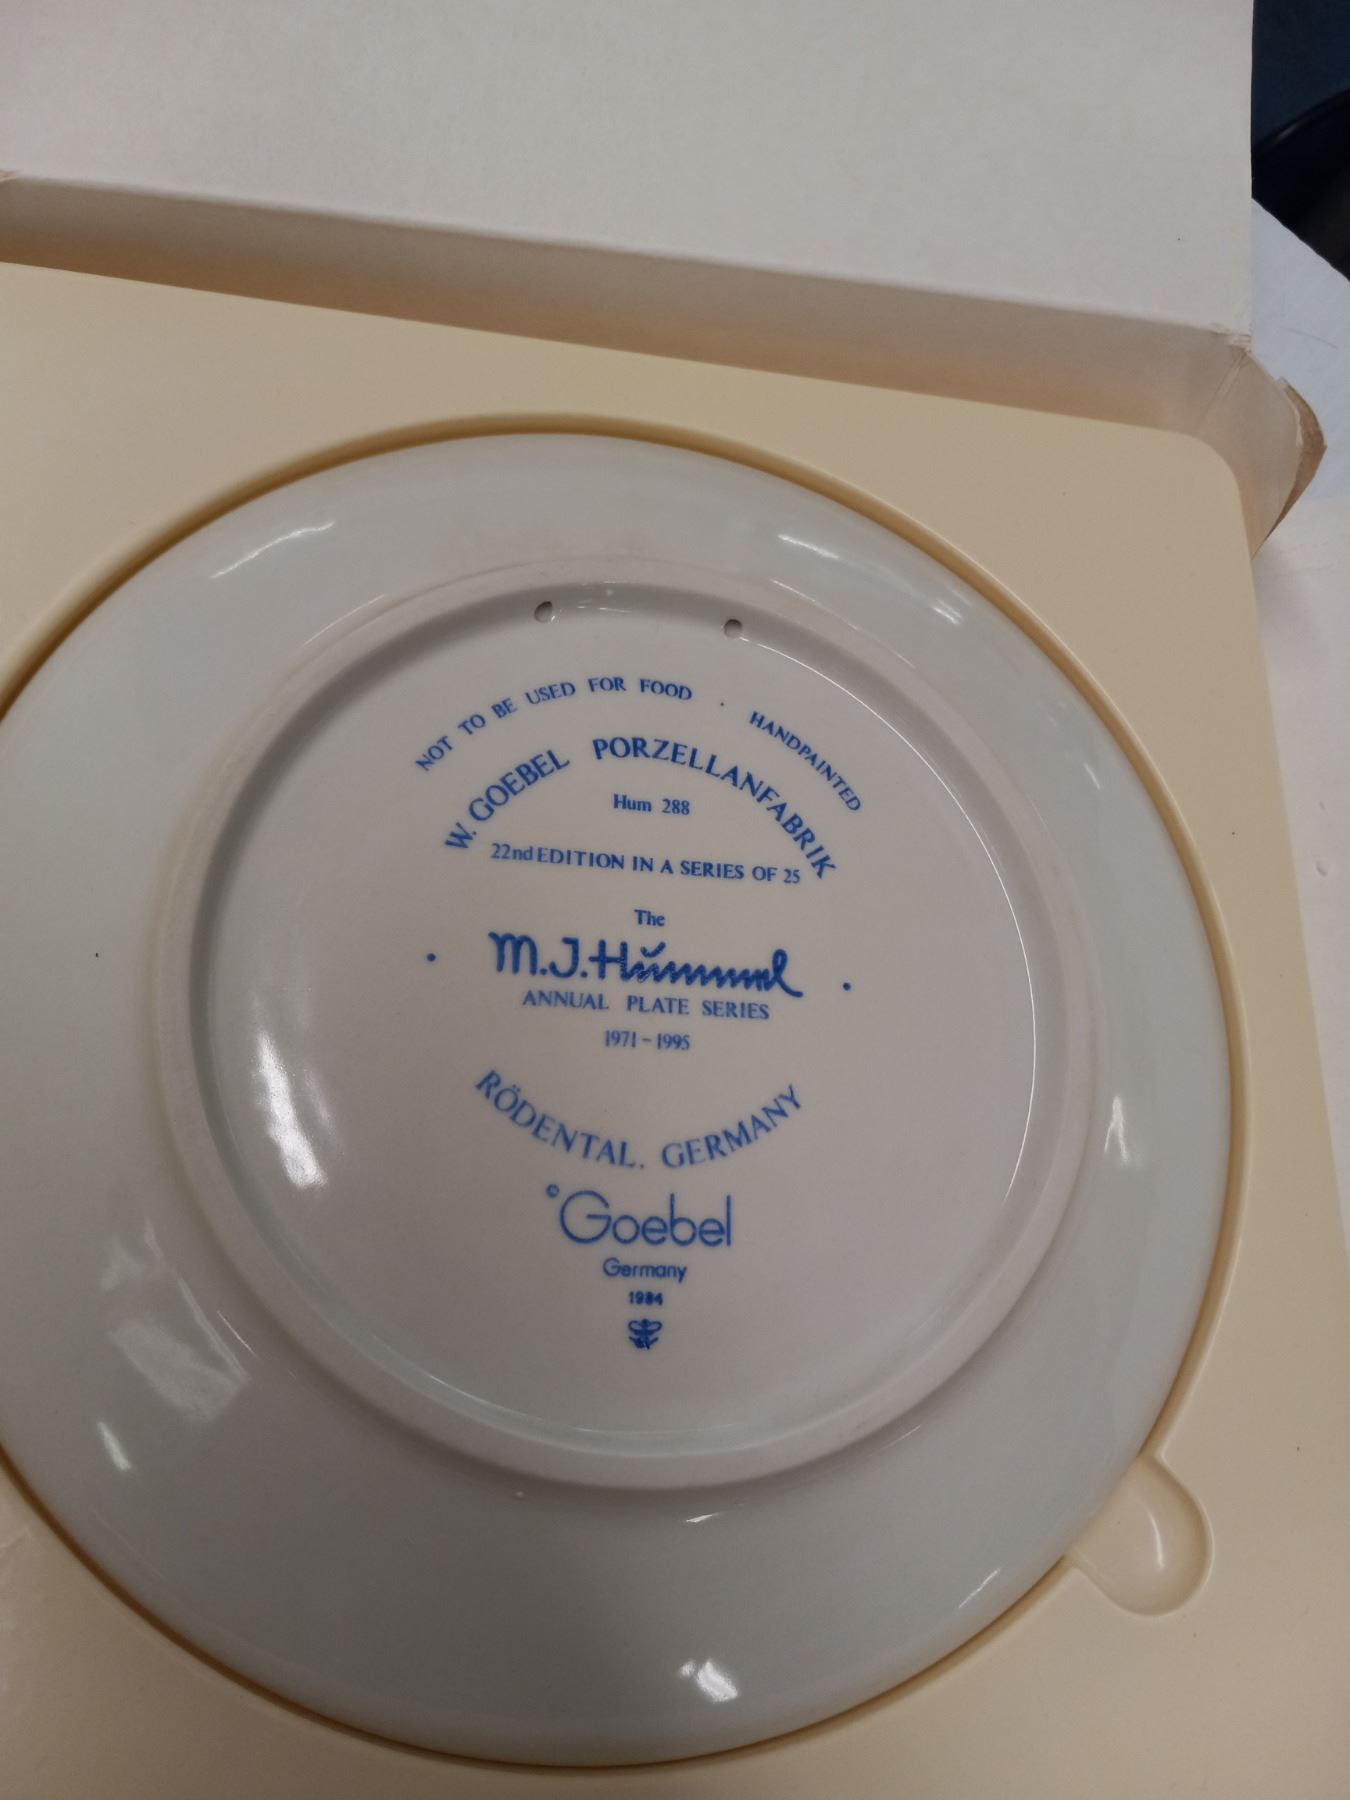 NOT TO BE USED FOR FOOD · HANDPAINTED
W. GOEBEL PORZELLANFABRIK
Hum 288
22nd EDITION IN A SERIES OF 25
The
M.J.Hummel
ANNUAL PLATE SERIES
1971-1995
RÖDENTAL. GERMANY
©Goebel
Germany
1984